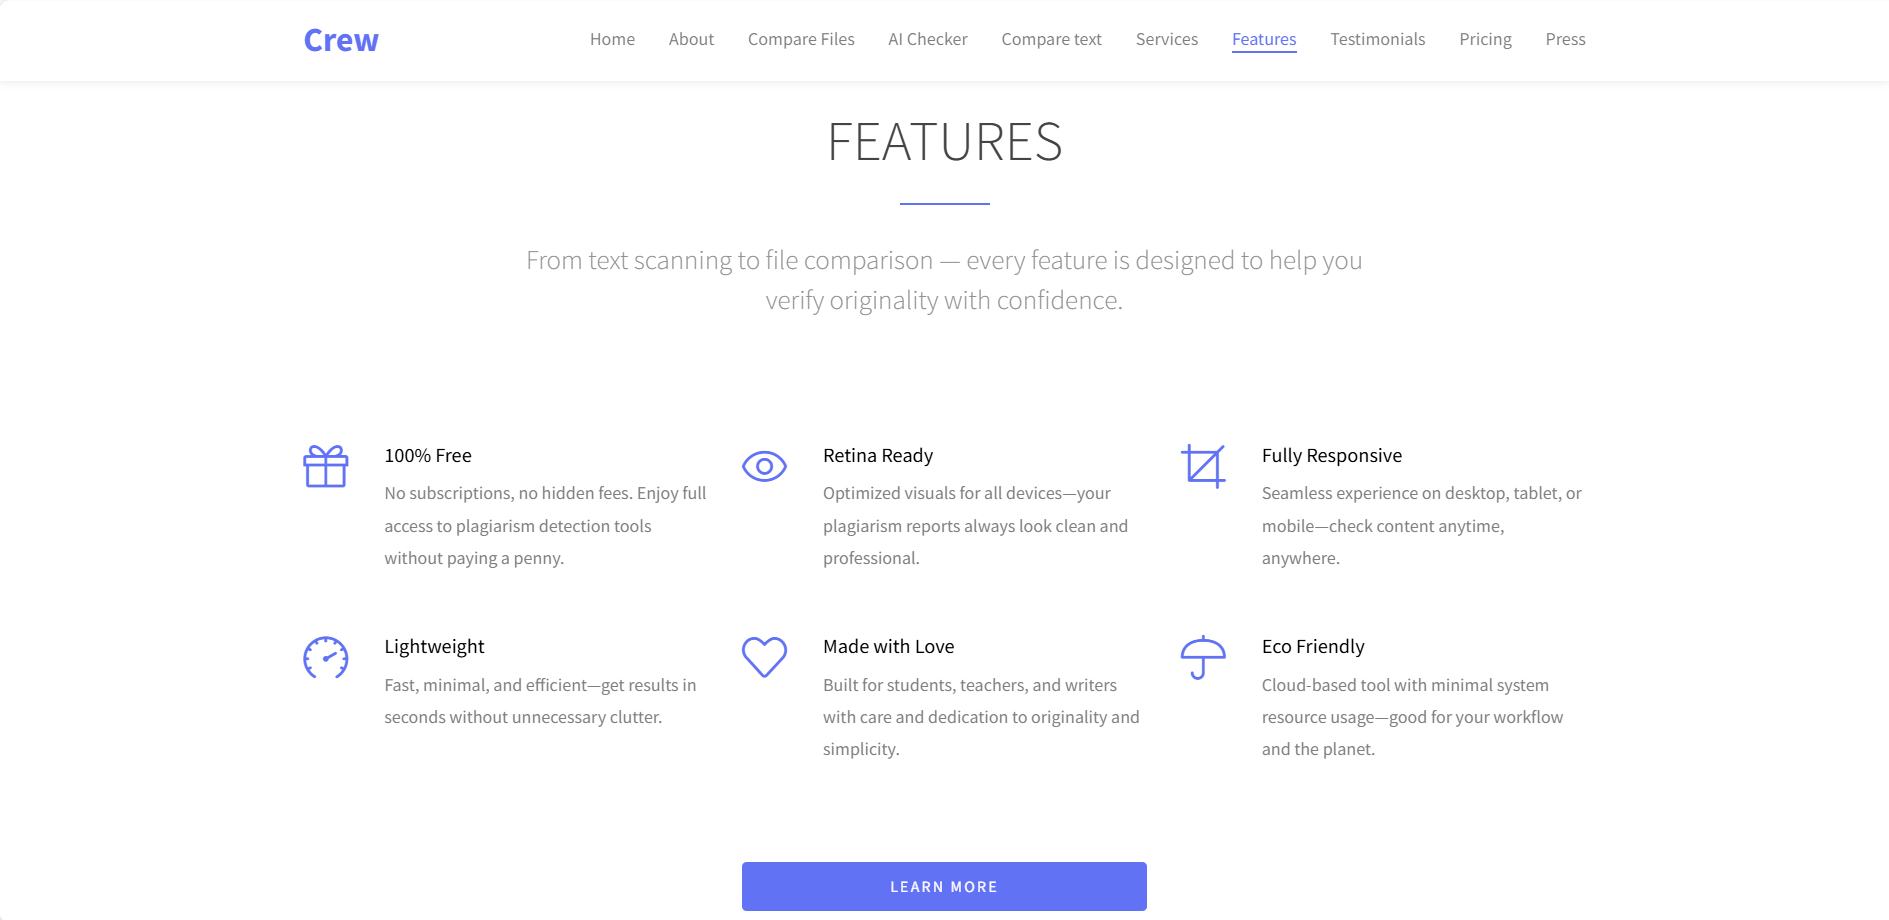 Crew
Home About Compare Files AI Checker Compare text Services Features Testimonials Pricing Press
FEATURES
From text scanning to file comparison — every feature is designed to help you
verify originality with confidence.
100% Free
No subscriptions, no hidden fees. Enjoy full
access to plagiarism detection tools
without paying a penny.
Retina Ready
Optimized visuals for all devices—your
plagiarism reports always look clean and
professional.
Fully Responsive
Seamless experience on desktop, tablet, or
mobile—check content anytime,
anywhere.
Lightweight
Fast, minimal, and efficient—get results in
seconds without unnecessary clutter.
Made with Love
Built for students, teachers, and writers
with care and dedication to originality and
simplicity.
Eco Friendly
Cloud-based tool with minimal system
resource usage—good for your workflow
and the planet.
LEARN MORE